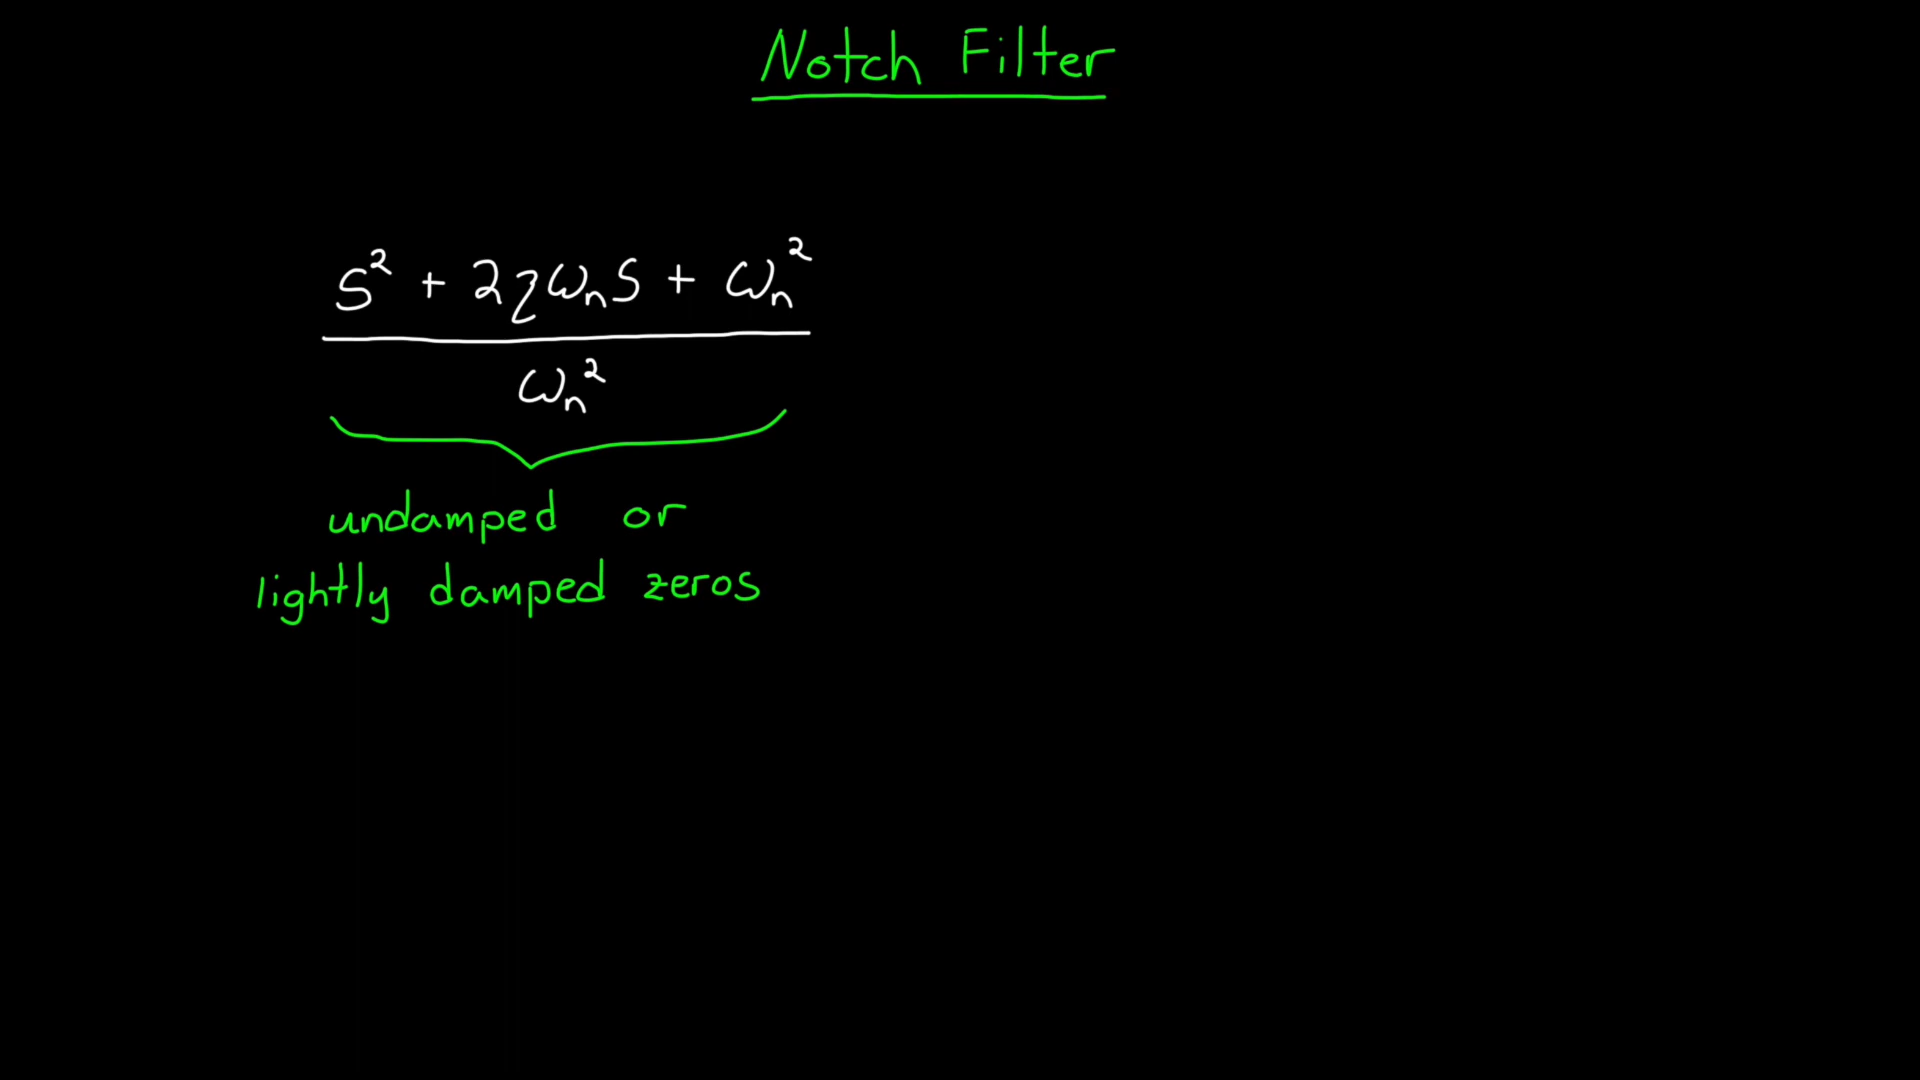 Notch Filter
s² + 2ζωₙs + ωₙ²
ωₙ²
undamped or
lightly damped zeros